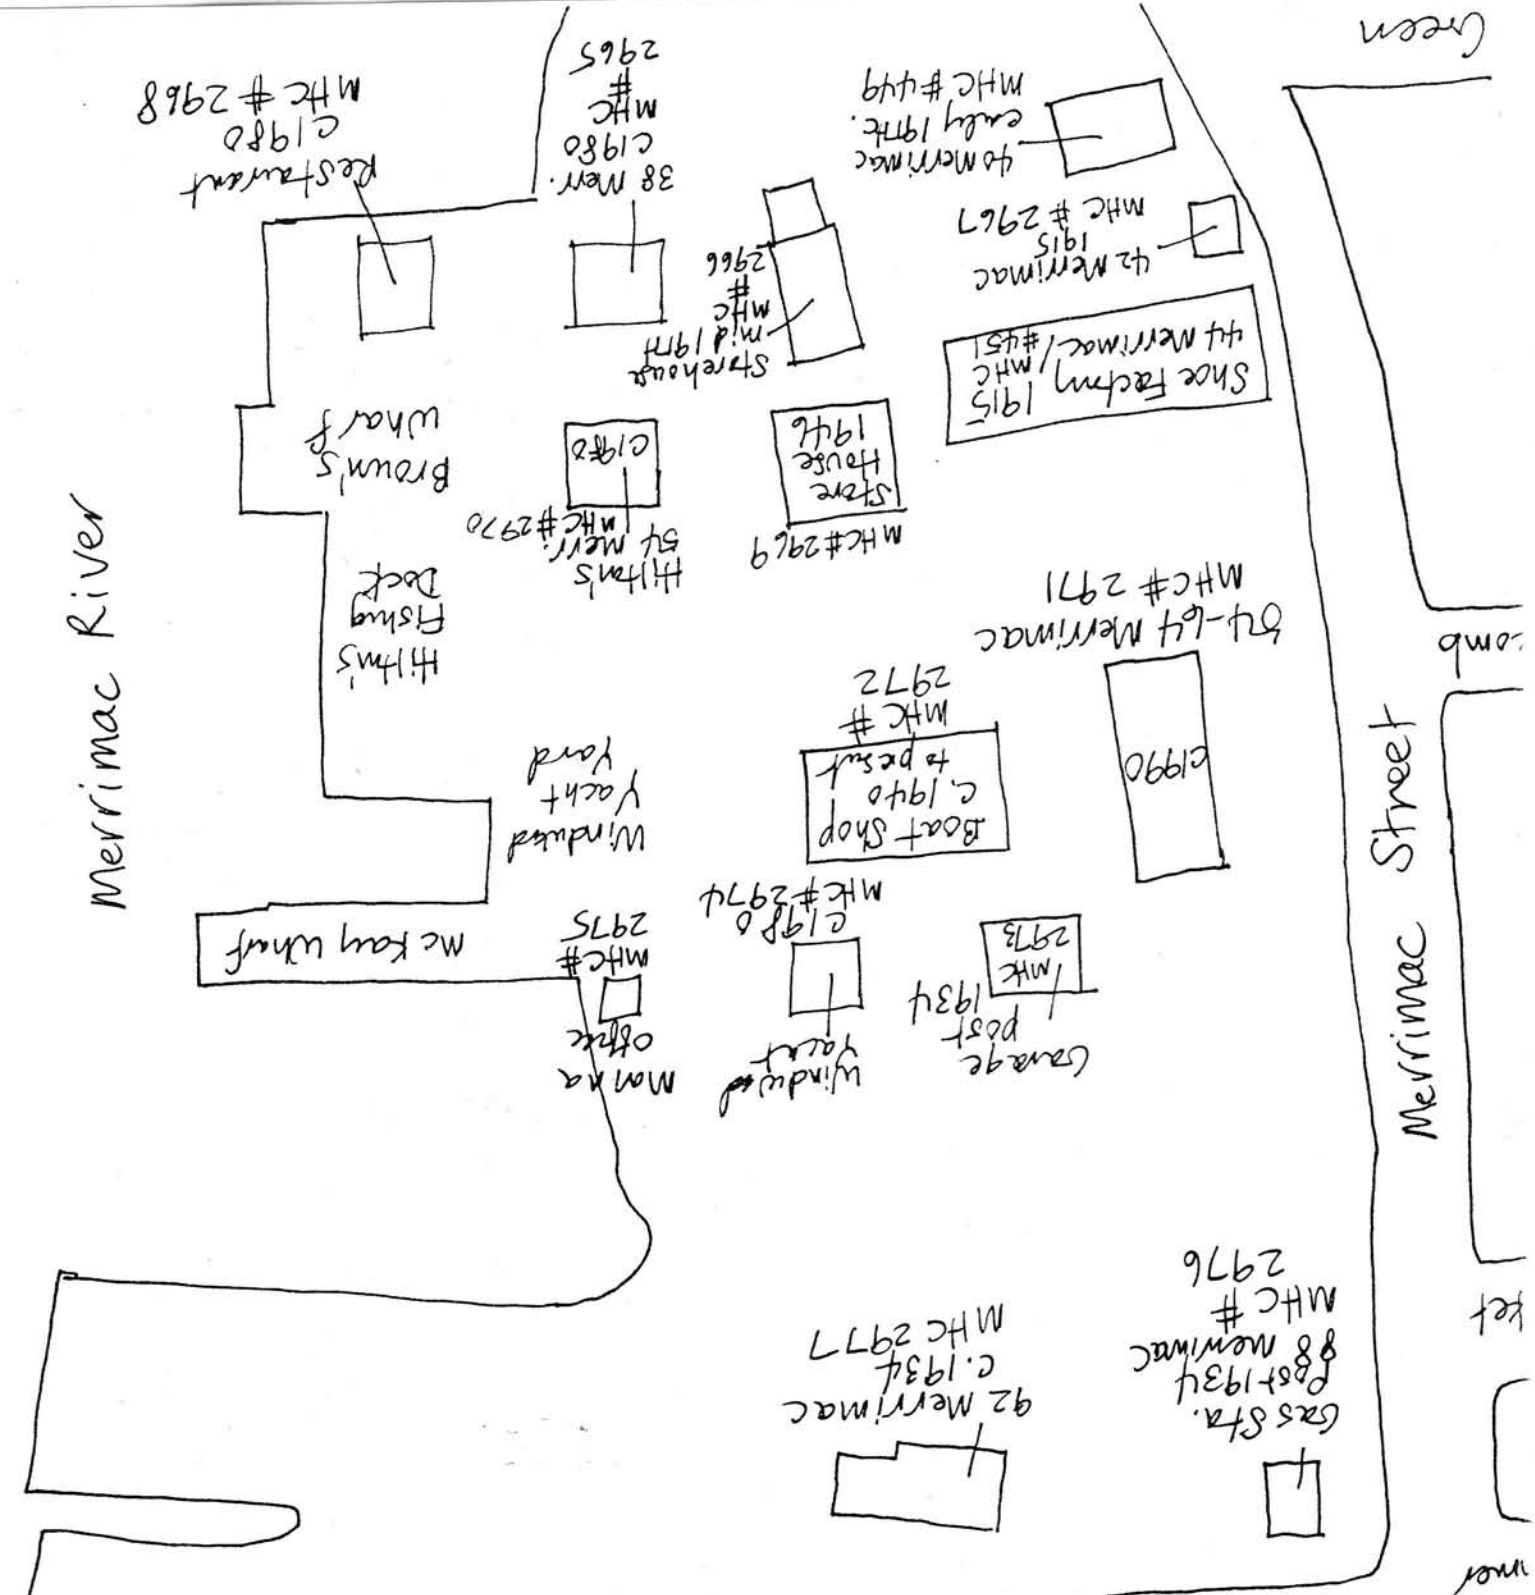 Green
Restaurant
C1980
MHC # 2968
38 Merr.
C1980
MHC
#
2965
40 Merrimac
early 19thc.
MHC #449
42 Merrimac
1915
MHC # 2967
Storehouse
mid 19TH
MHC
#
2966
Shoe Factory 1915
44 Merrimac/MHC
#451
Brown's
Wharf
C1980
Hilton's
54 Merr.
MHC #2970
Store
House
1946
MHC#2969
Merrimac River
Hilton's
Fishing
Dock
54-64 Merrimac
MHC # 2971
C1990
comb
Boat Shop
C.1940
to present
MHC #
2972
Windward
Yacht
Yard
Merrimac Street
McKay Wharf
Marina
Office
MHC#
2975
Windward
Yacht
C1980
MHC #2974
Garage
post
1934
MHC
2973
92 Merrimac
C.1934
MHC 2977
Gas Sta.
Post 1934
88 Merrimac
MHC #
2976
ket